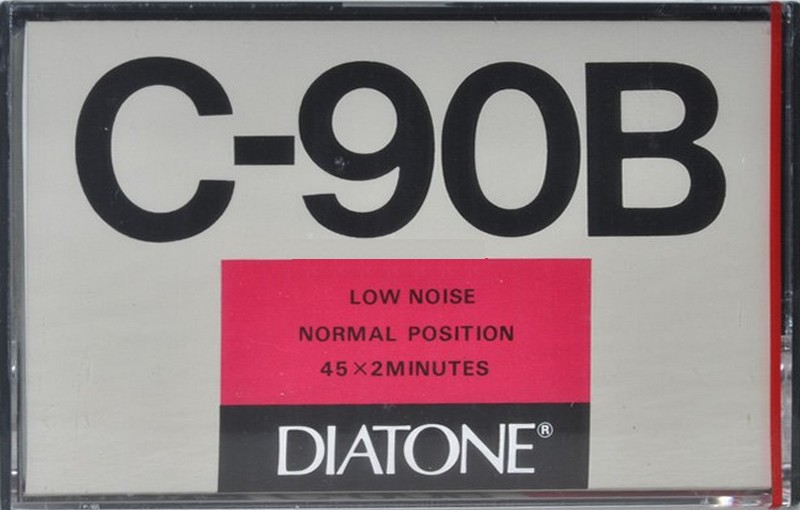 C-90B
LOW NOISE
NORMAL POSITION
45×2MINUTES
DIATONE®